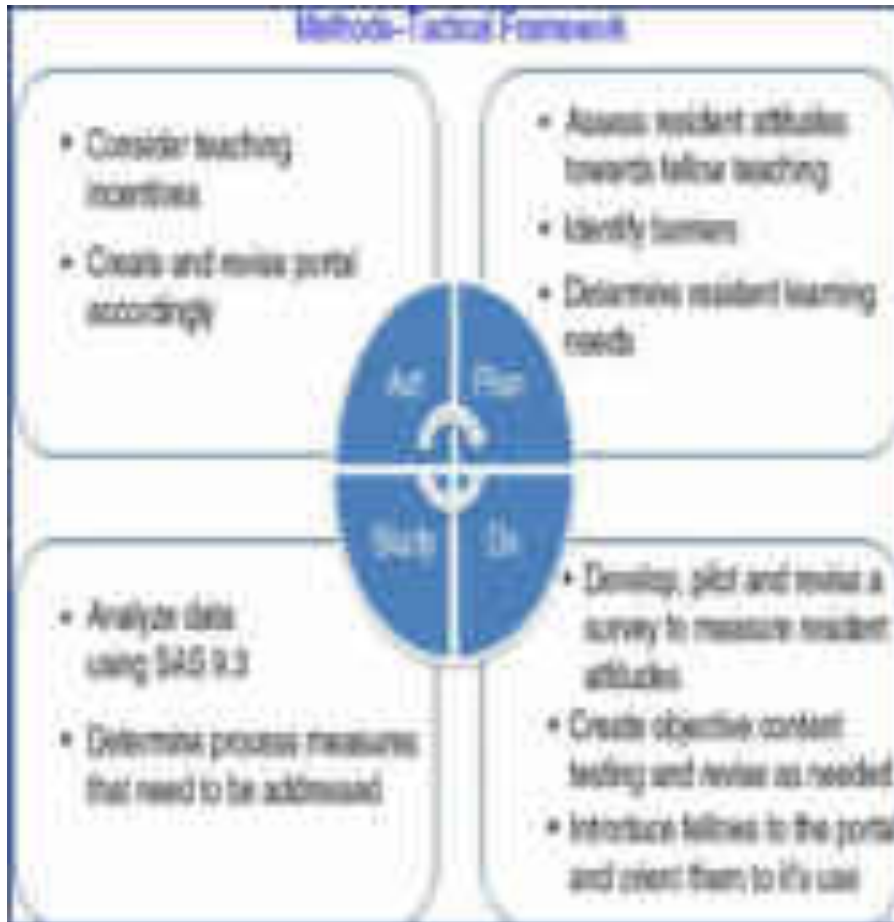 Methods-Tactical Framework
• Consider teaching
incentives
• Create and revise portal
accordingly
• Assess resident attitudes
towards fellow teaching
• Identify barriers
• Determine resident learning
needs
Act
Plan
Study
Do
• Analyze data
using SAS 9.3
• Determine process measures
that need to be addressed
• Develop, pilot and revise a
survey to measure resident
attitudes
• Create objective content
testing and revise as needed
• Introduce fellows to the portal
and orient them to it's use